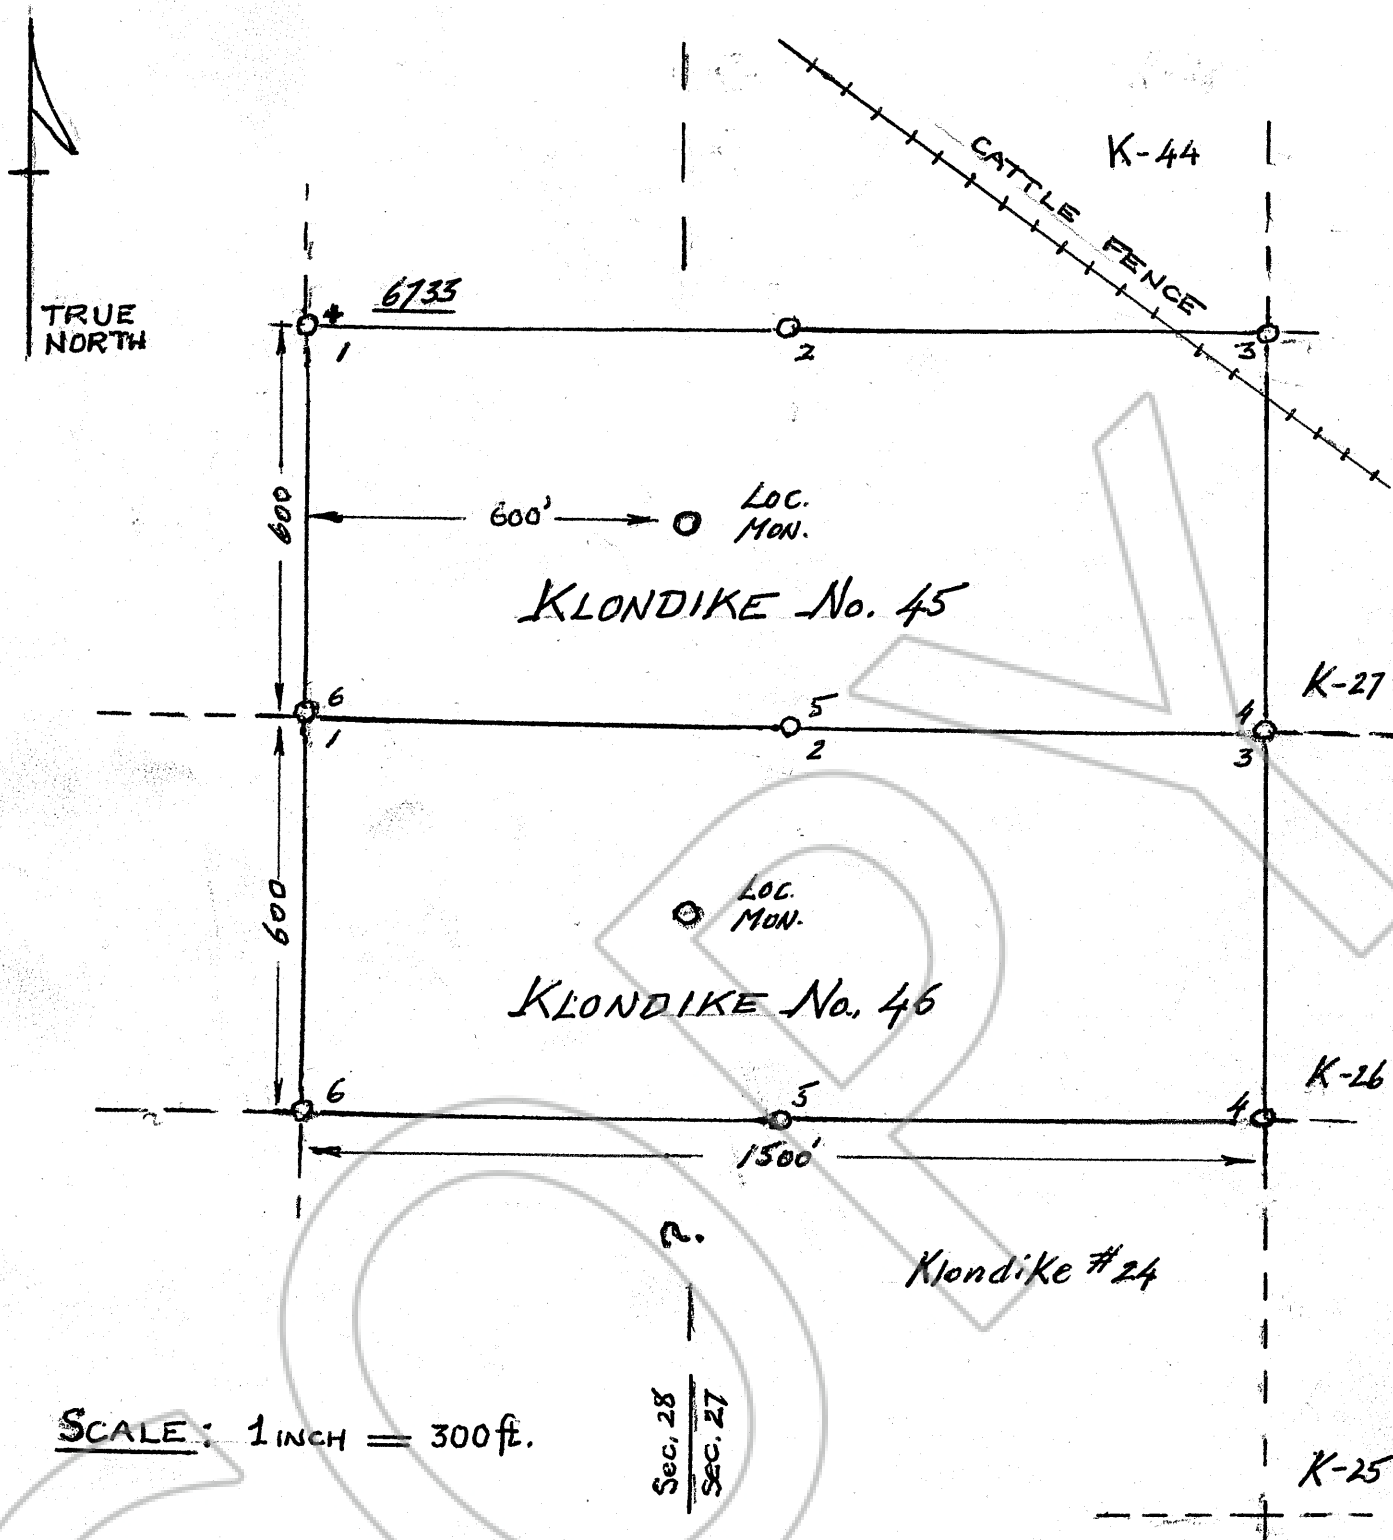 K-44
CATTLE FENCE
TRUE
NORTH
6733
1
2
3
600
600'
LOC.
MON.
KLONDIKE No. 45
K-27
6
5
4
1
2
3
600
LOC.
MON.
KLONDIKE No. 46
K-26
6
5
4
1500'
?
Klondike #24
SCALE: 1 INCH = 300 ft.
Sec. 28
Sec. 27
K-25
COPY